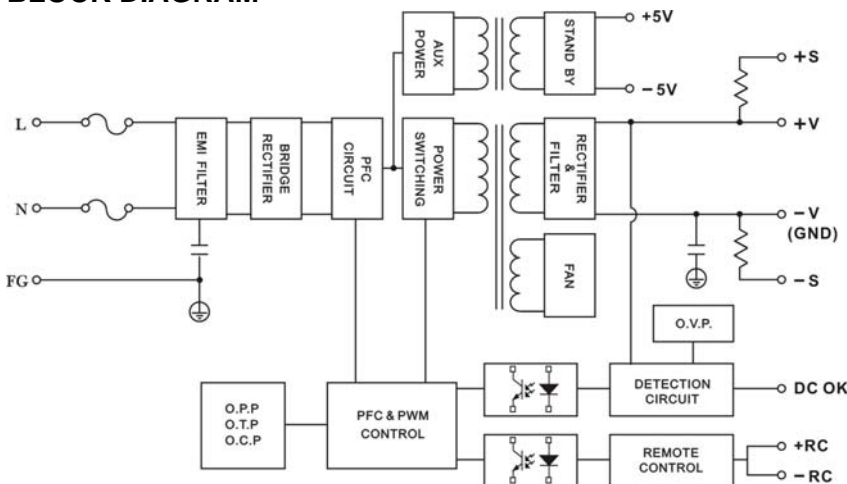 BLOCK DIAGRAM
+5V
AUX
POWER
STAND BY
- 5V
+S
L
+V
EMI FILTER
BRIDGE
RECTIFIER
PFC
CIRCUIT
POWER
SWITCHING
RECTIFIER
&
FILTER
N
-V
(GND)
FG
FAN
-S
O.V.P.
O.P.P
O.T.P
O.C.P
PFC & PWM
CONTROL
DETECTION
CIRCUIT
DC OK
REMOTE
CONTROL
+RC
-RC